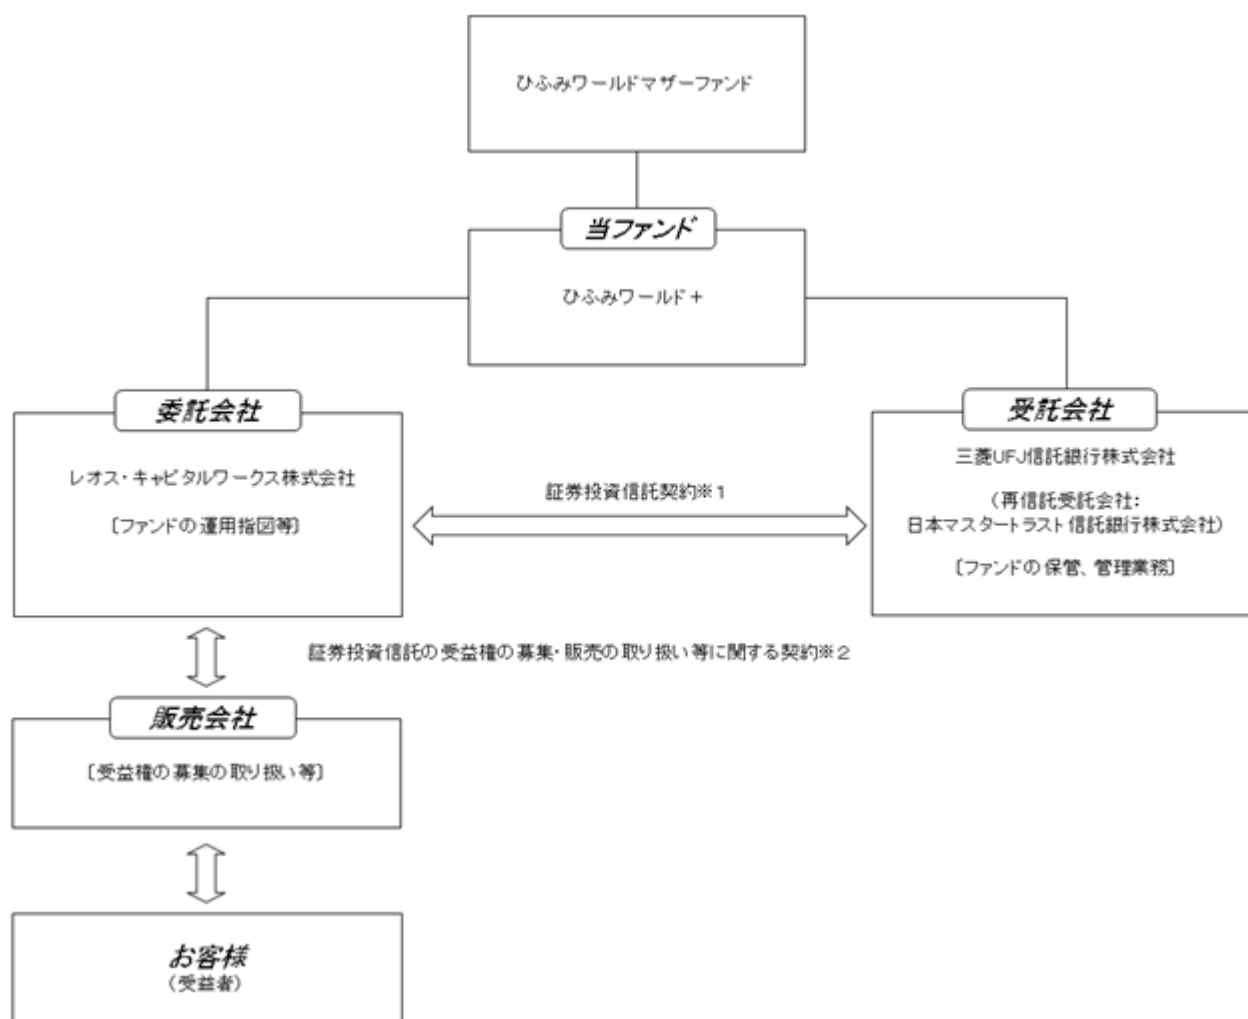 ひふみワールドマザーファンド
当ファンド
ひふみワールド＋
委託会社
レオス・キャピタルワークス株式会社
〔ファンドの運用指図等〕
証券投資信託契約※１
受託会社
三菱UFJ信託銀行株式会社
（再信託受託会社：
日本マスタートラスト信託銀行株式会社）
〔ファンドの保管、管理業務〕
証券投資信託の受益権の募集・販売の取り扱い等に関する契約※２
販売会社
〔受益権の募集の取り扱い等〕
お客様
（受益者）